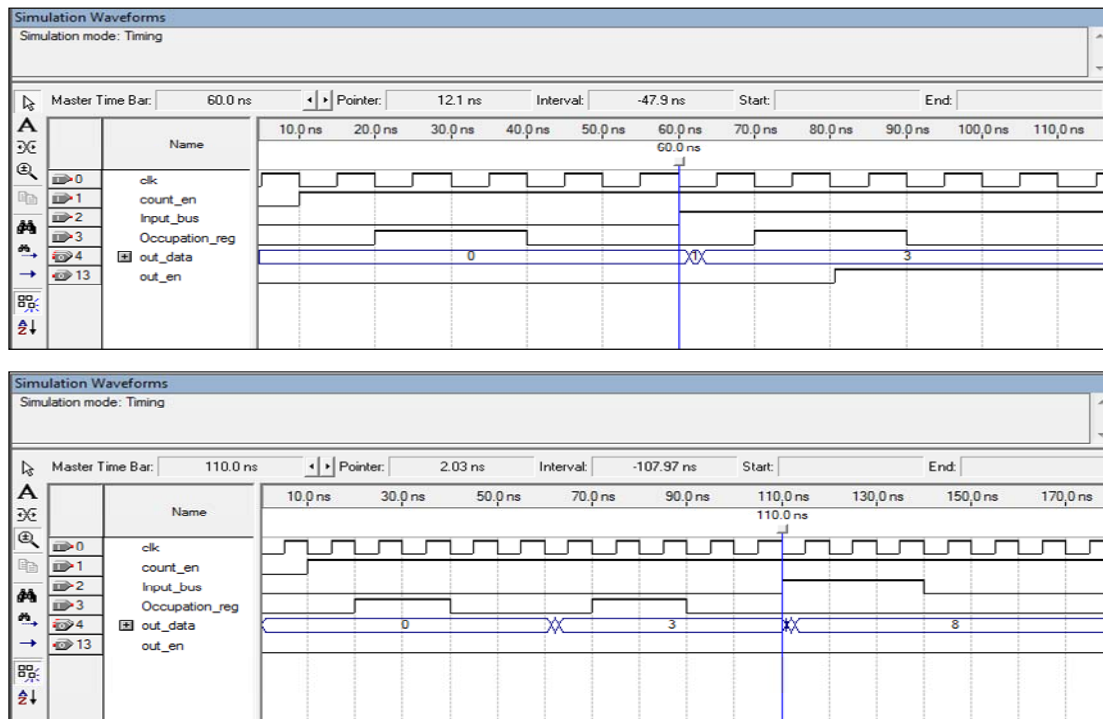 Simulation Waveforms
Simulation mode: Timing
Master Time Bar: 60.0 ns Pointer: 12.1 ns Interval: -47.9 ns Start: End:
Name
10.0 ns 20.0 ns 30.0 ns 40.0 ns 50.0 ns 60.0 ns 70.0 ns 80.0 ns 90.0 ns 100.0 ns 110.0 ns
60.0 ns
0 clk
1 count_en
2 Input_bus
3 Occupation_reg
4 out_data 0 1 3
13 out_en
Simulation Waveforms
Simulation mode: Timing
Master Time Bar: 110.0 ns Pointer: 2.03 ns Interval: -107.97 ns Start: End:
Name
10.0 ns 30.0 ns 50.0 ns 70.0 ns 90.0 ns 110.0 ns 130.0 ns 150.0 ns 170.0 ns
110.0 ns
0 clk
1 count_en
2 Input_bus
3 Occupation_reg
4 out_data 0 3 8
13 out_en